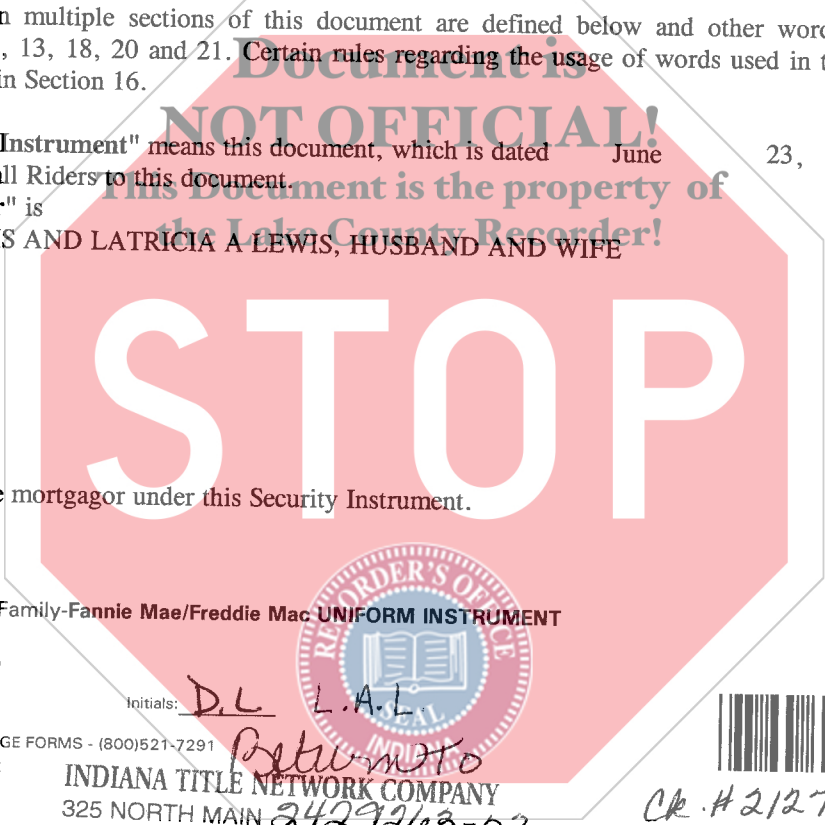 n multiple sections of this document are defined below and other word
, 13, 18, 20 and 21. Certain rules regarding the usage of words used in t
in Section 16.
Document is
NOT OFFICIAL!
This Document is the property of
the Lake County Recorder!
Instrument" means this document, which is dated June 23,
ll Riders to this document.
" is
S AND LATRICIA A LEWIS, HUSBAND AND WIFE
STOP
e mortgagor under this Security Instrument.
Family-Fannie Mae/Freddie Mac UNIFORM INSTRUMENT
RECORDER'S OFFICE
SEAL
INDIANA
Initials: D.L L.A.L.
GE FORMS - (800)521-7291
Return To
INDIANA TITLE NETWORK COMPANY
325 NORTH MAIN
Ck. # 2127